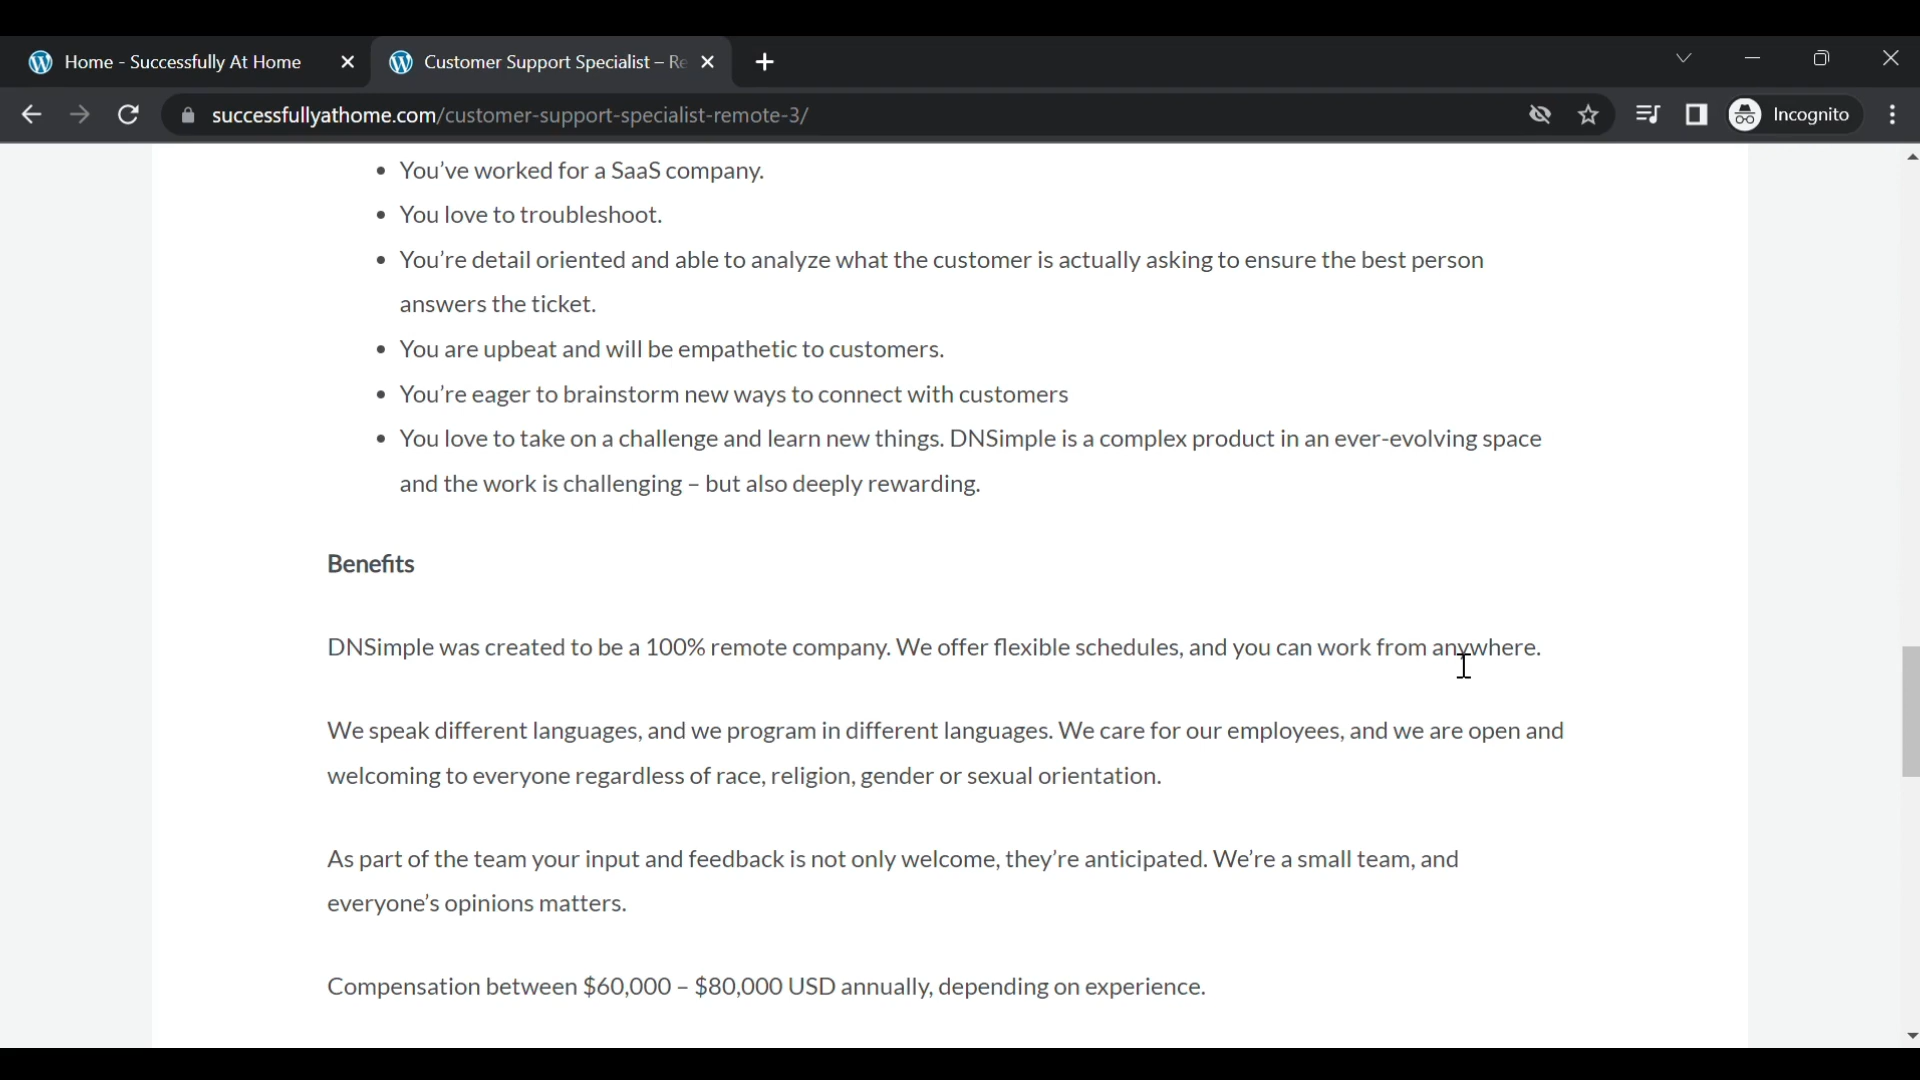 Home - Successfully At Home
Customer Support Specialist – Re
successfullyathome.com/customer-support-specialist-remote-3/
Incognito
• You've worked for a SaaS company.
• You love to troubleshoot.
• You're detail oriented and able to analyze what the customer is actually asking to ensure the best person
answers the ticket.
• You are upbeat and will be empathetic to customers.
• You're eager to brainstorm new ways to connect with customers
• You love to take on a challenge and learn new things. DNSimple is a complex product in an ever-evolving space
and the work is challenging – but also deeply rewarding.
Benefits
DNSimple was created to be a 100% remote company. We offer flexible schedules, and you can work from anywhere.
We speak different languages, and we program in different languages. We care for our employees, and we are open and
welcoming to everyone regardless of race, religion, gender or sexual orientation.
As part of the team your input and feedback is not only welcome, they're anticipated. We're a small team, and
everyone's opinions matters.
Compensation between $60,000 – $80,000 USD annually, depending on experience.